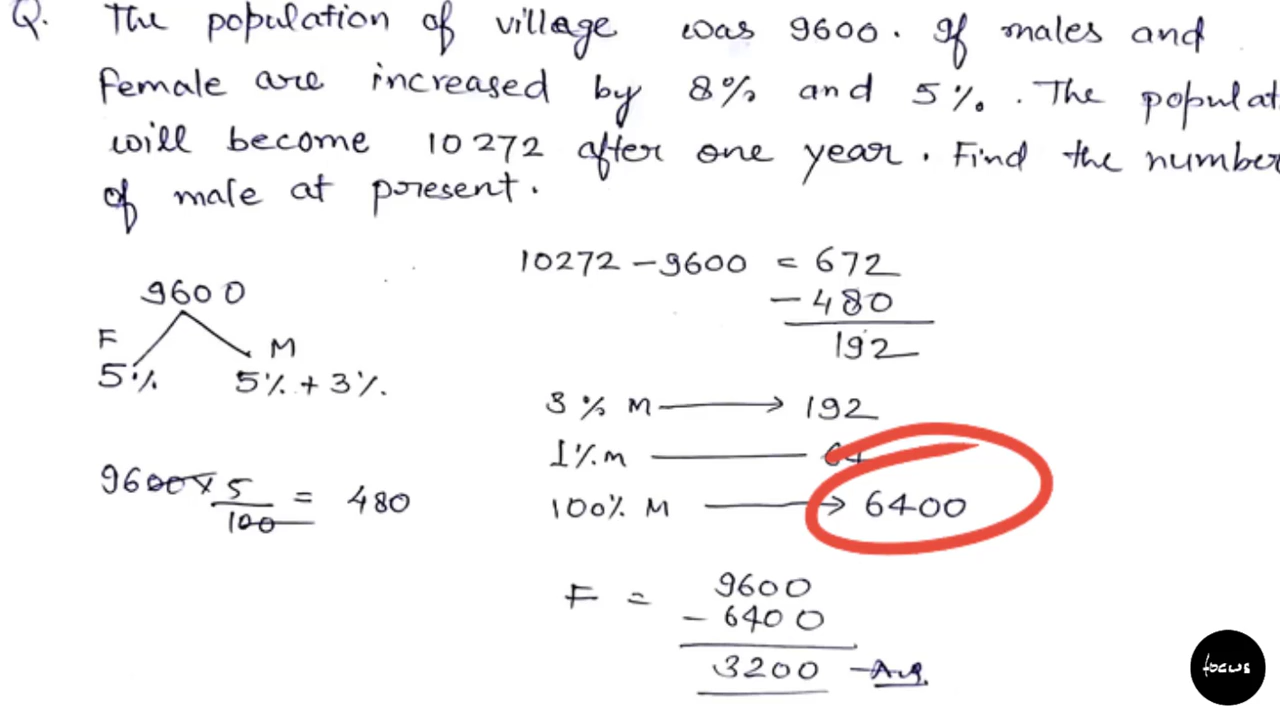 Q. The population of village was 9600. If males and
female are increased by 8% and 5%. The populat
will become 10272 after one year. Find the number
of male at present.
10272 - 9600 = 672
- 480
192
9600
F M
5% 5% + 3%.
3% M → 192
1% m — 64
9600 x 5/100 = 480
100% M → 6400
F = 9600
- 6400
3200 - Ans.
focus